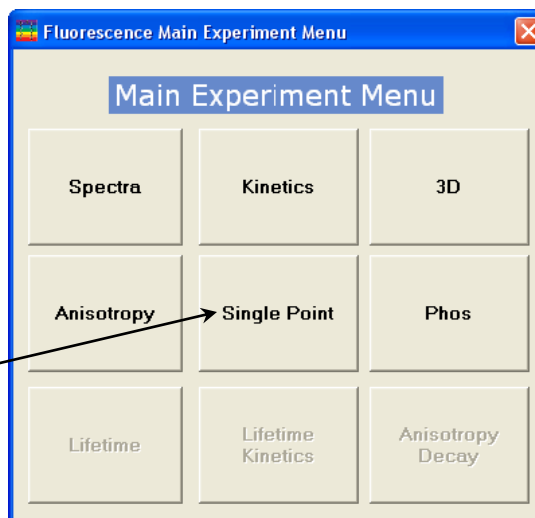 Fluorescence Main Experiment Menu
Main Experiment Menu
Spectra
Kinetics
3D
Anisotropy
Single Point
Phos
Lifetime
Lifetime
Kinetics
Anisotropy
Decay